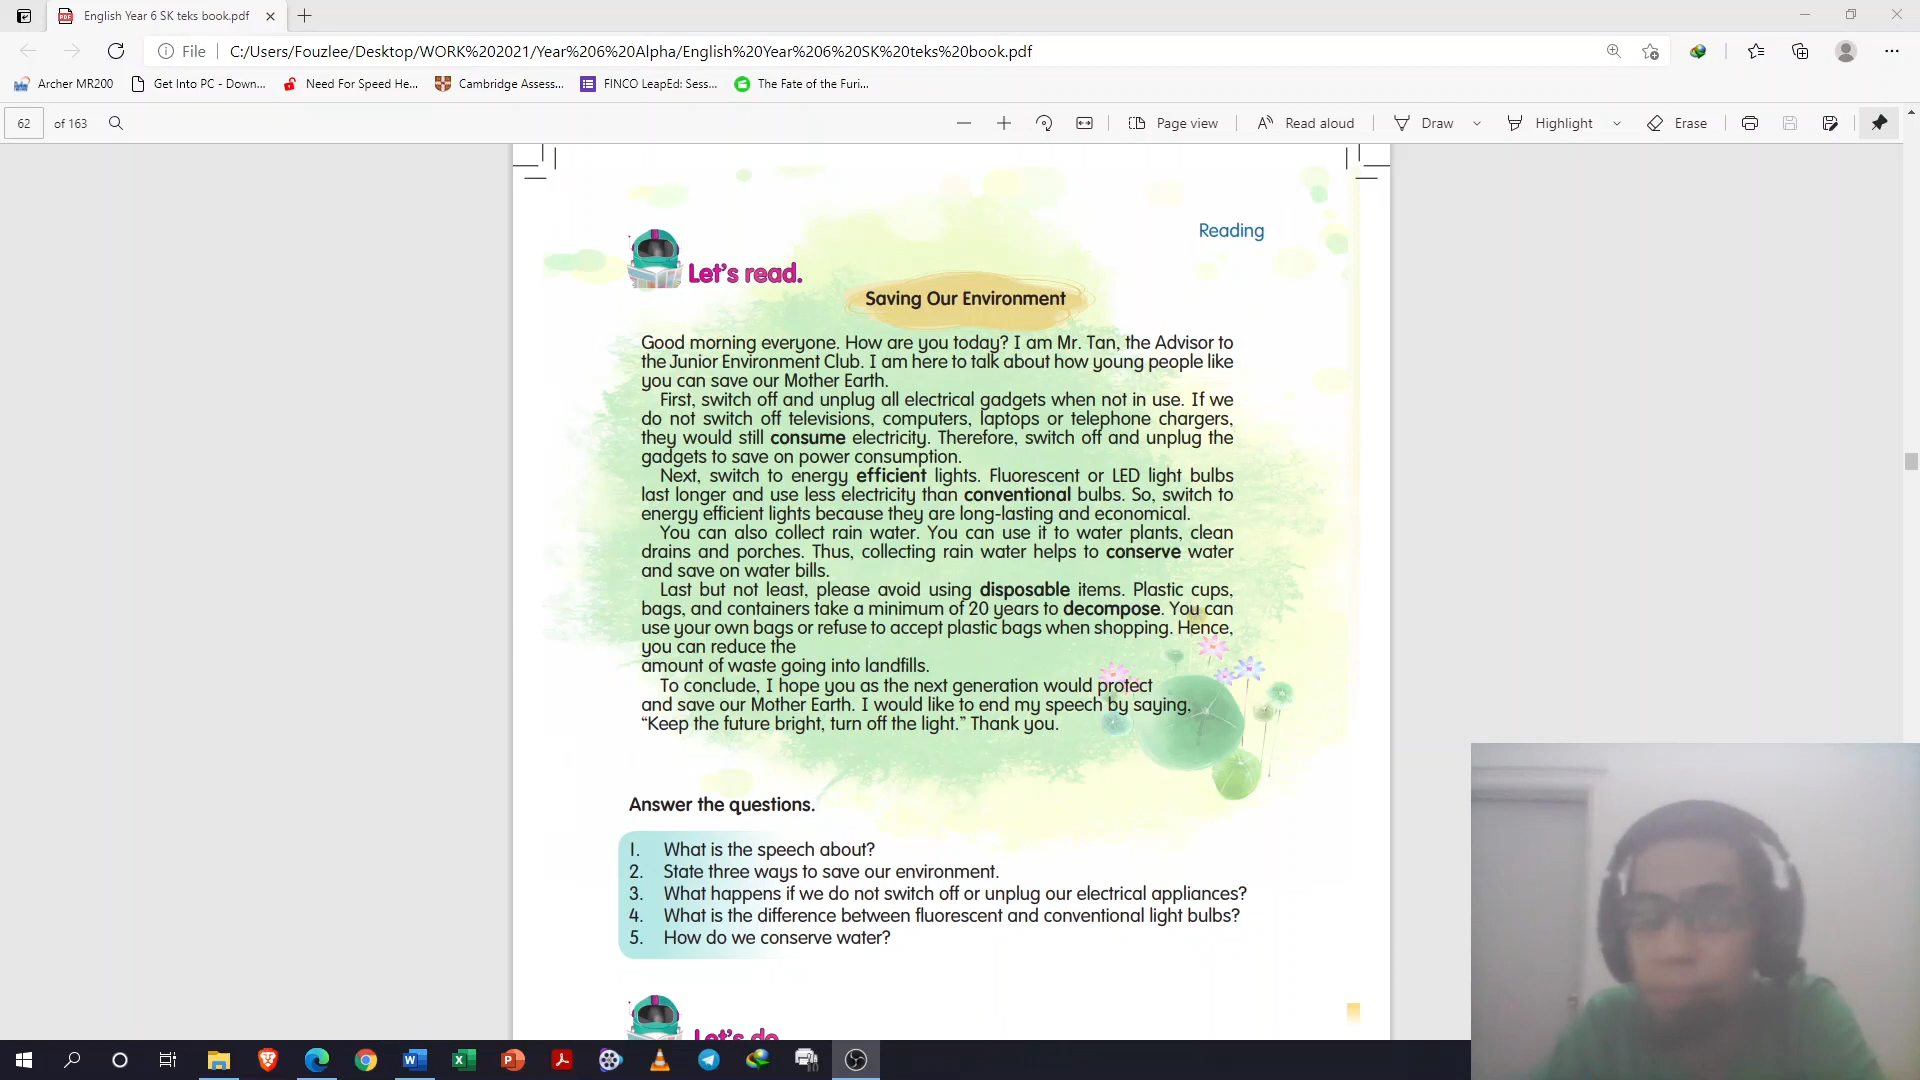 English Year 6 SK teks book.pdf
File
C:/Users/Fouzlee/Desktop/WORK%202021/Year%206%20Alpha/English%20Year%206%20SK%20teks%20book.pdf
Archer MR200
Get Into PC - Down...
Need For Speed He...
Cambridge Assess...
FINCO LeapEd: Sess...
The Fate of the Furi...
62 of 163
Page view
Read aloud
Draw
Highlight
Erase
Reading
Let's read.
Saving Our Environment
Good morning everyone. How are you today? I am Mr. Tan, the Advisor to
the Junior Environment Club. I am here to talk about how young people like
you can save our Mother Earth.
First, switch off and unplug all electrical gadgets when not in use. If we
do not switch off televisions, computers, laptops or telephone chargers,
they would still consume electricity. Therefore, switch off and unplug the
gadgets to save on power consumption.
Next, switch to energy efficient lights. Fluorescent or LED light bulbs
last longer and use less electricity than conventional bulbs. So, switch to
energy efficient lights because they are long-lasting and economical.
You can also collect rain water. You can use it to water plants, clean
drains and porches. Thus, collecting rain water helps to conserve water
and save on water bills.
Last but not least, please avoid using disposable items. Plastic cups,
bags, and containers take a minimum of 20 years to decompose. You can
use your own bags or refuse to accept plastic bags when shopping. Hence,
you can reduce the
amount of waste going into landfills.
To conclude, I hope you as the next generation would protect
and save our Mother Earth. I would like to end my speech by saying,
“Keep the future bright, turn off the light.” Thank you.
Answer the questions.
1. What is the speech about?
2. State three ways to save our environment.
3. What happens if we do not switch off or unplug our electrical appliances?
4. What is the difference between fluorescent and conventional light bulbs?
5. How do we conserve water?
Let's do